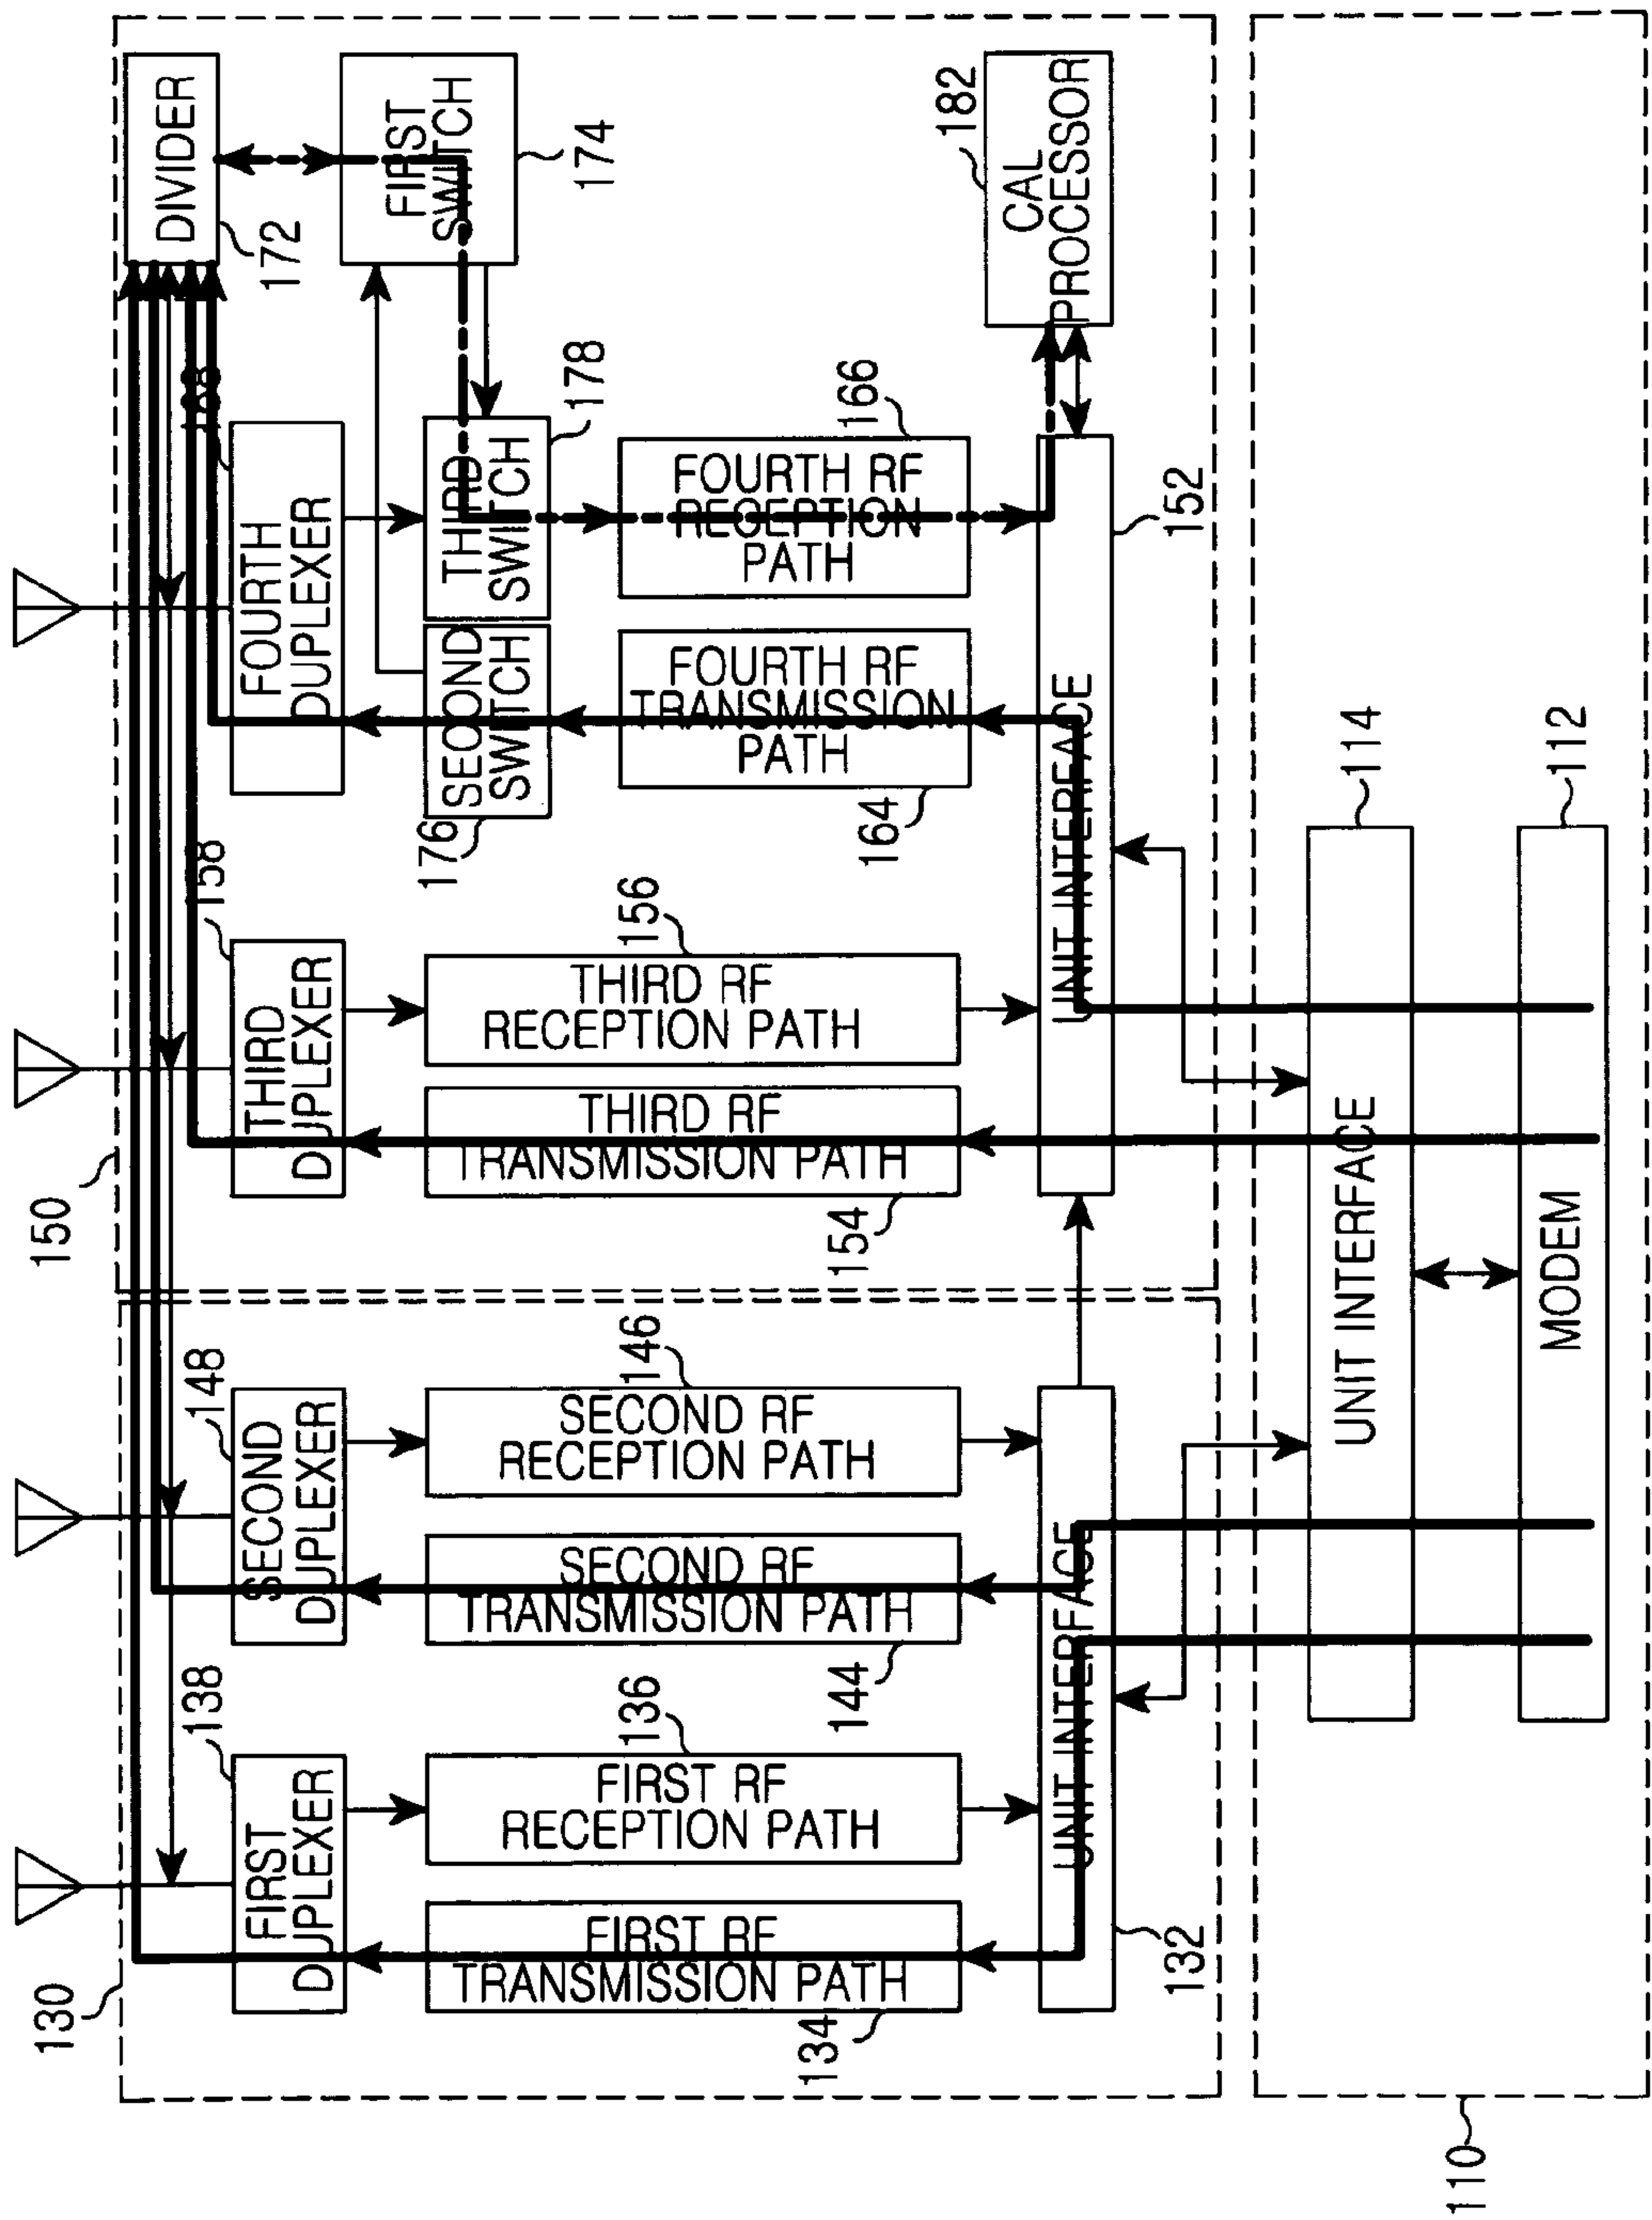 130
150
138
148
158
172
DIVIDER
FIRST
DUPLEXER
SECOND
DUPLEXER
THIRD
DUPLEXER
FOURTH
DUPLEXER
FIRST
SWITCH
174
176
SECOND
SWITCH
THIRD
SWITCH
178
FIRST RF
TRANSMISSION PATH
134
FIRST RF
RECEPTION PATH
136
SECOND RF
TRANSMISSION PATH
144
SECOND RF
RECEPTION PATH
146
THIRD RF
TRANSMISSION PATH
154
THIRD RF
RECEPTION PATH
156
FOURTH RF
TRANSMISSION
PATH
164
FOURTH RF
RECEPTION
PATH
166
182
CAL
PROCESSOR
UNIT INTERFACE
132
UNIT INTERFACE
152
UNIT INTERFACE
114
MODEM
112
110